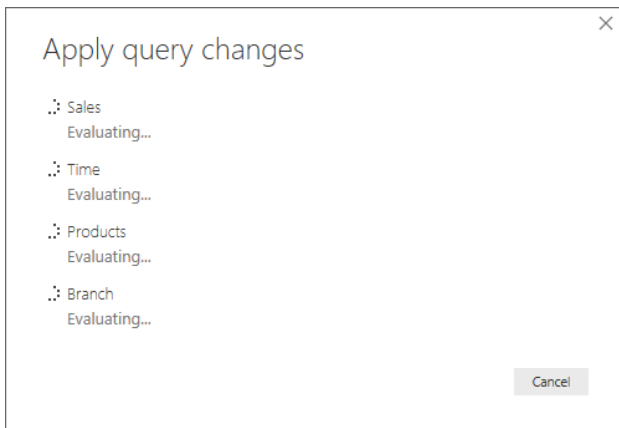 Apply query changes
Sales
Evaluating...
Time
Evaluating...
Products
Evaluating...
Branch
Evaluating...
Cancel